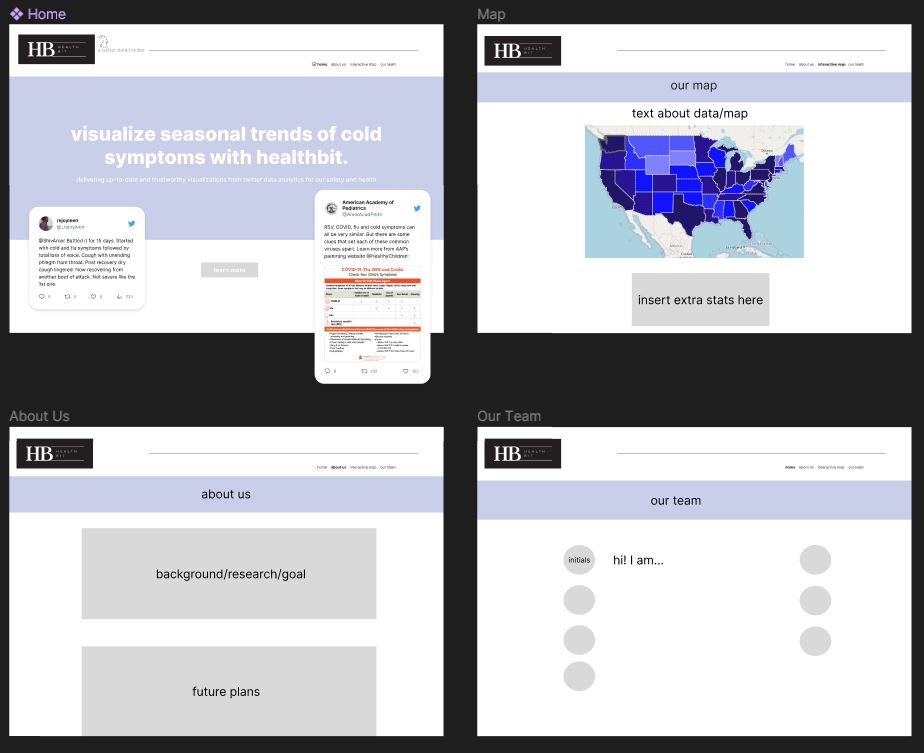 Home
HB HEALTH
BIT
a twitter data tracker
home about us interactive map our team
visualize seasonal trends of cold
symptoms with healthbit.
delivering up-to-date and trustworthy visualizations from twitter data analytics for our safety and health
rejoyleen
@ShivAroor Battled it for 15 days. Started
with cold and flu symptoms followed by
total loss of voice. Cough with unending
phlegm from throat. Post recovery dry
cough lingered. Now recovering from
another bout of attack. Not severe like the
1st one.
learn more
American Academy of
Pediatrics
@AmerAcadPeds
RSV, COVID, flu and cold symptoms can
all be very similar. But there are some
clues that set each of these common
viruses apart. Learn more from AAP's
parenting website @HealthyChildren:
COVID-19, Flu, RSV and Colds:
Check Your Child's Symptoms
Map
HB HEALTH
BIT
home about us interactive map our team
our map
text about data/map
insert extra stats here
About Us
HB HEALTH
BIT
home about us interactive map our team
about us
background/research/goal
future plans
Our Team
HB HEALTH
BIT
home about us interactive map our team
our team
initials hi! I am...